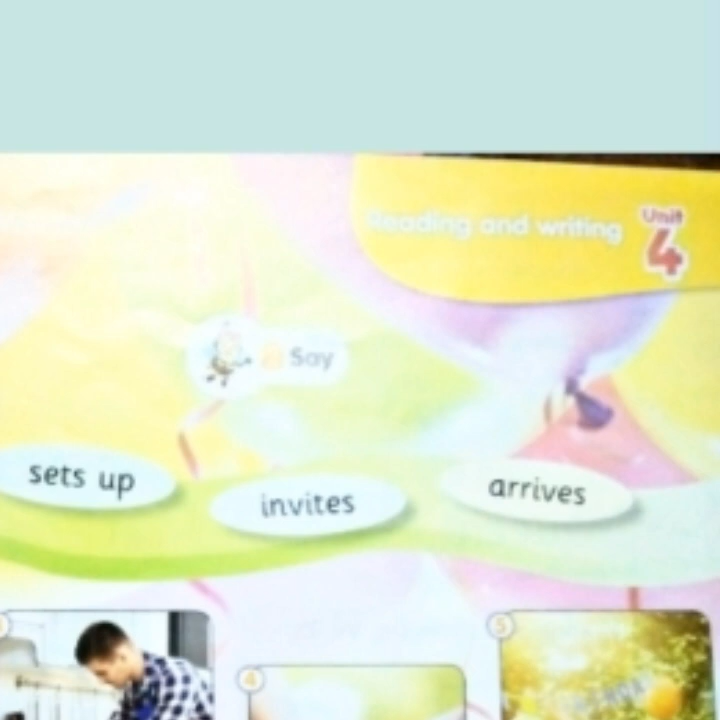 Reading and writing
Unit
4
Say
sets up
invites
arrives
4
5